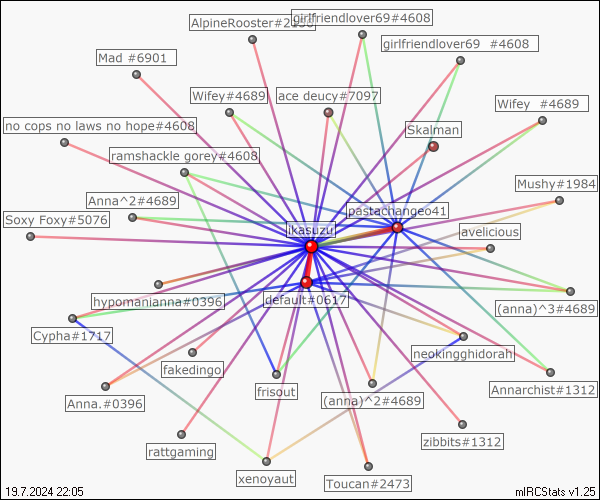 AlpineRooster#2
girlfriendlover69#4608
girlfriendlover69 #4608
Mad #6901
Wifey#4689
ace deucy#7097
Wifey #4689
no cops no laws no hope#4608
Skalman
ramshackle gorey#4608
Mushy#1984
Anna^2#4689
pastachangeo41
Soxy Foxy#5076
ikasuzu
avelicious
hypomanianna#0396
default#0617
(anna)^3#4689
Cypha#1717
neokingghidorah
fakedingo
frisout
Annarchist#1312
Anna.#0396
(anna)^2#4689
zibbits#1312
rattgaming
xenoyaut
Toucan#2473
19.7.2024 22:05
mIRCStats v1.25